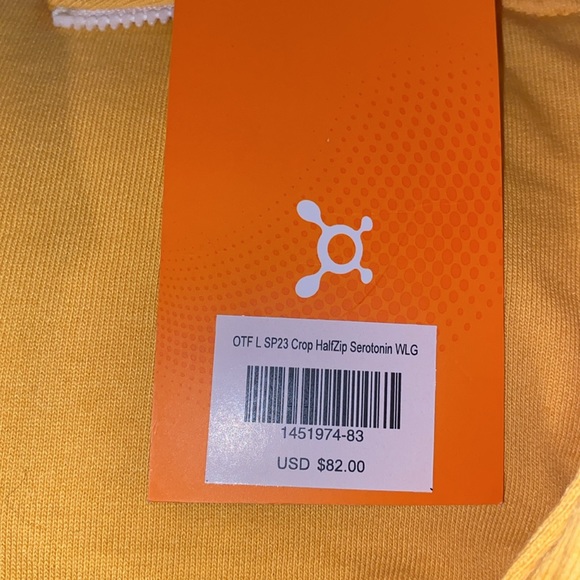 OTF L SP23 Crop HalfZip Serotonin WLG
1451974-83
USD $82.00